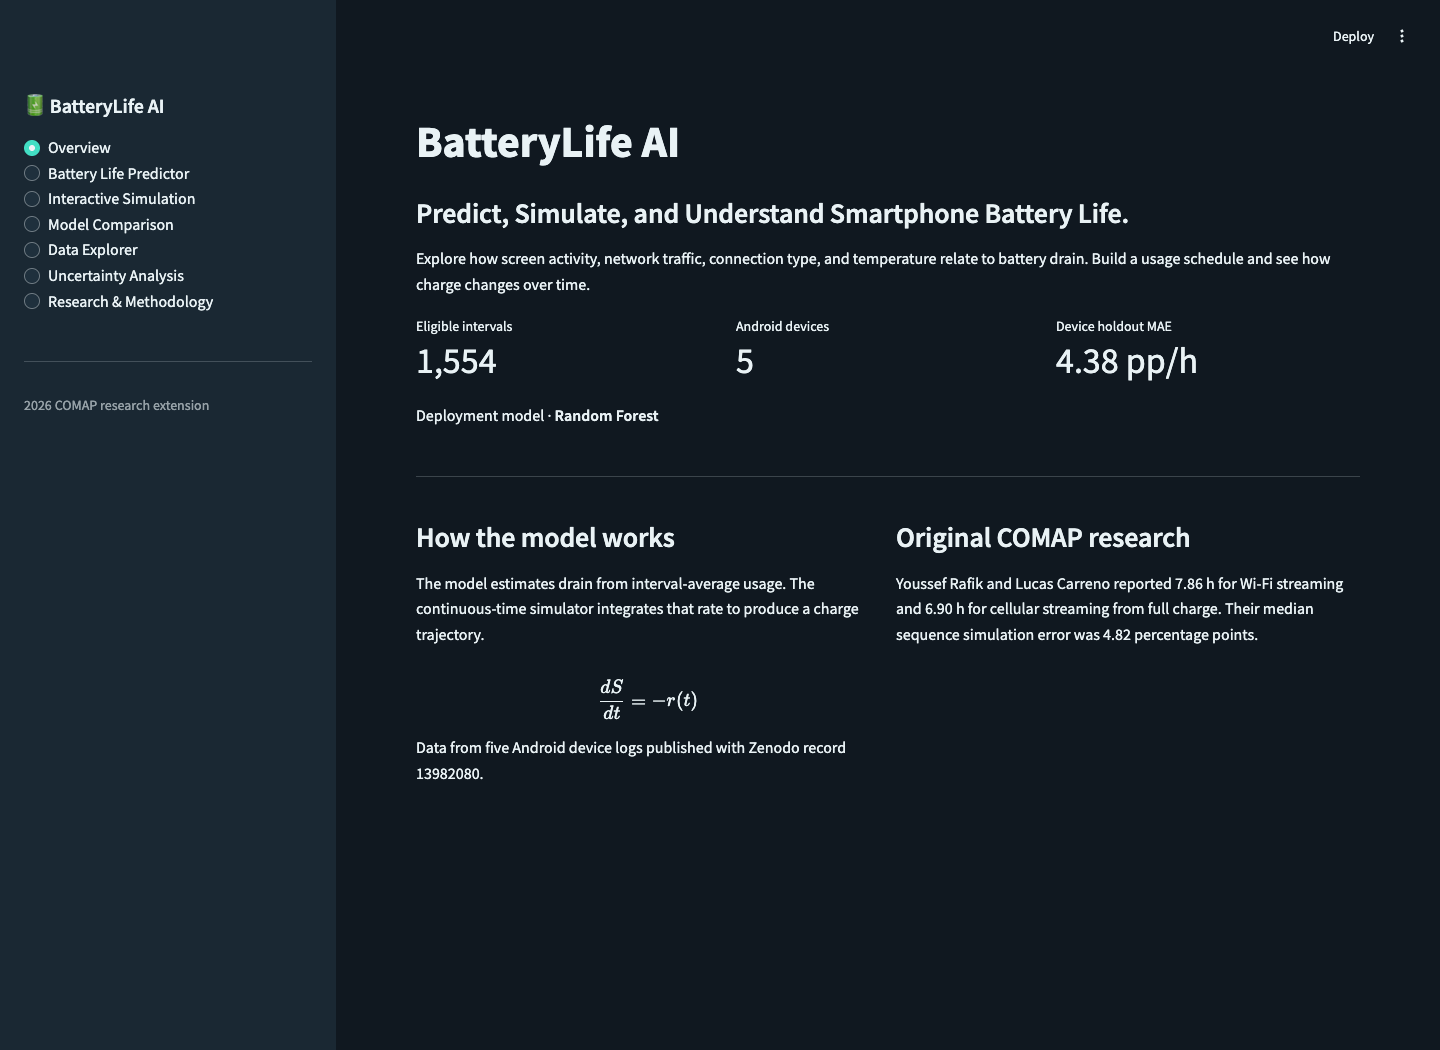 Deploy
BatteryLife AI
Overview
Battery Life Predictor
Interactive Simulation
Model Comparison
Data Explorer
Uncertainty Analysis
Research & Methodology
2026 COMAP research extension
BatteryLife AI
Predict, Simulate, and Understand Smartphone Battery Life.
Explore how screen activity, network traffic, connection type, and temperature relate to battery drain. Build a usage schedule and see how
charge changes over time.
Eligible intervals
1,554
Android devices
5
Device holdout MAE
4.38 pp/h
Deployment model · Random Forest
How the model works
The model estimates drain from interval-average usage. The
continuous-time simulator integrates that rate to produce a charge
trajectory.
dS/dt = −r(t)
Data from five Android device logs published with Zenodo record
13982080.
Original COMAP research
Youssef Rafik and Lucas Carreno reported 7.86 h for Wi-Fi streaming
and 6.90 h for cellular streaming from full charge. Their median
sequence simulation error was 4.82 percentage points.